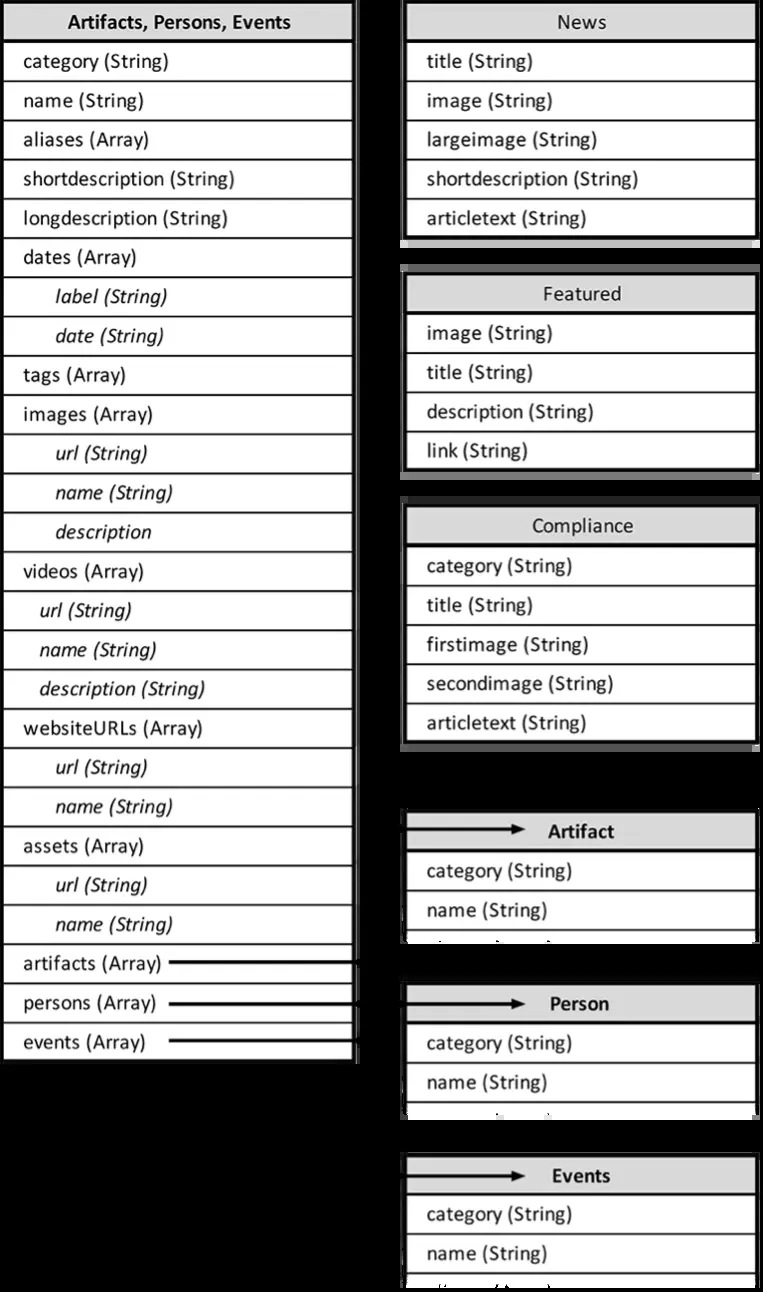 Artifacts, Persons, Events
category (String)
name (String)
aliases (Array)
shortdescription (String)
longdescription (String)
dates (Array)
label (String)
date (String)
tags (Array)
images (Array)
url (String)
name (String)
description
videos (Array)
url (String)
name (String)
description (String)
websiteURLs (Array)
url (String)
name (String)
assets (Array)
url (String)
name (String)
artifacts (Array)
persons (Array)
events (Array)
News
title (String)
image (String)
largeimage (String)
shortdescription (String)
articletext (String)
Featured
image (String)
title (String)
description (String)
link (String)
Compliance
category (String)
title (String)
firstimage (String)
secondimage (String)
articletext (String)
Artifact
category (String)
name (String)
Person
category (String)
name (String)
Events
category (String)
name (String)